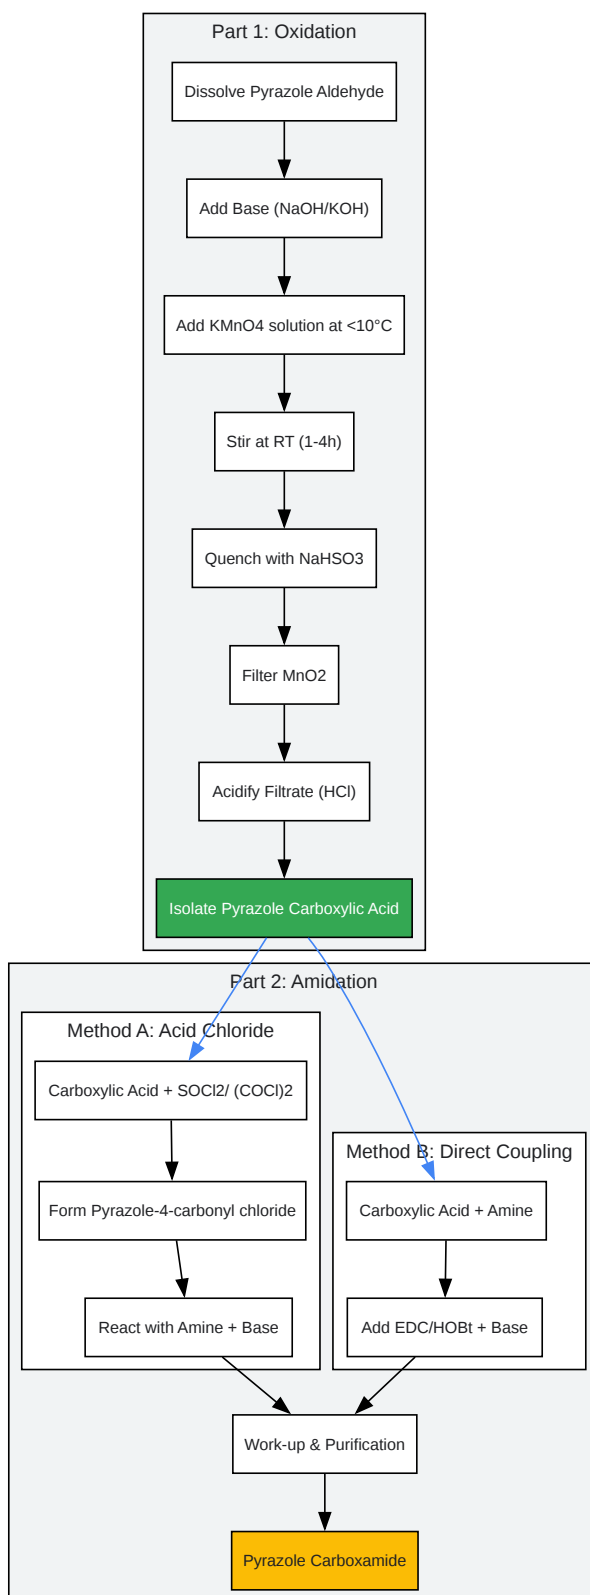 Part 1: Oxidation
Dissolve Pyrazole Aldehyde
Add Base (NaOH/KOH)
Add KMnO4 solution at <10°C
Stir at RT (1-4h)
Quench with NaHSO3
Filter MnO2
Acidify Filtrate (HCl)
Isolate Pyrazole Carboxylic Acid
Part 2: Amidation
Method A: Acid Chloride
Carboxylic Acid + SOCl2/ (COCl)2
Form Pyrazole-4-carbonyl chloride
React with Amine + Base
Method B: Direct Coupling
Carboxylic Acid + Amine
Add EDC/HOBt + Base
Work-up & Purification
Pyrazole Carboxamide